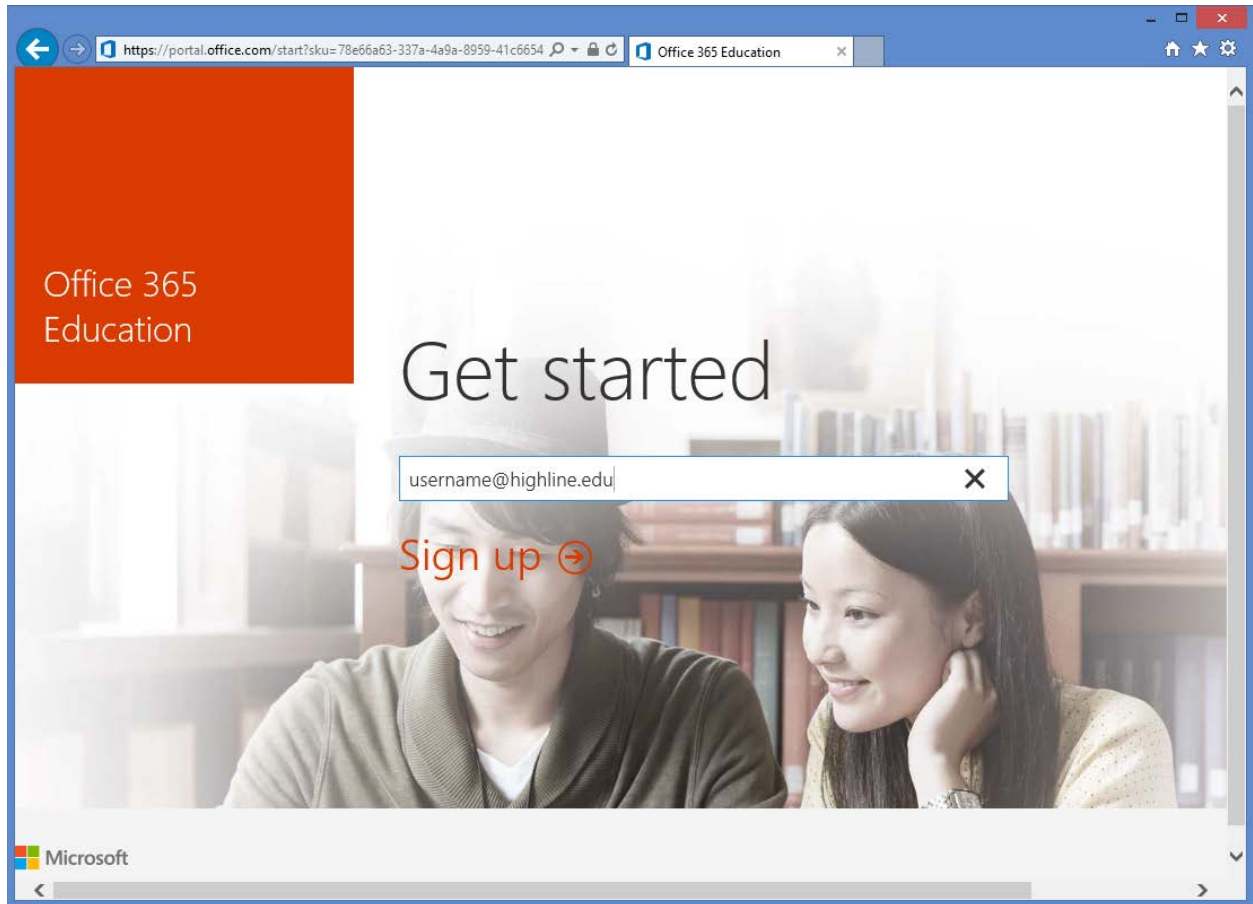 https://portal.office.com/start?sku=78e66a63-337a-4a9a-8959-41c6654
Office 365 Education
Office 365
Education
Get started
username@highline.edu
Sign up
Microsoft